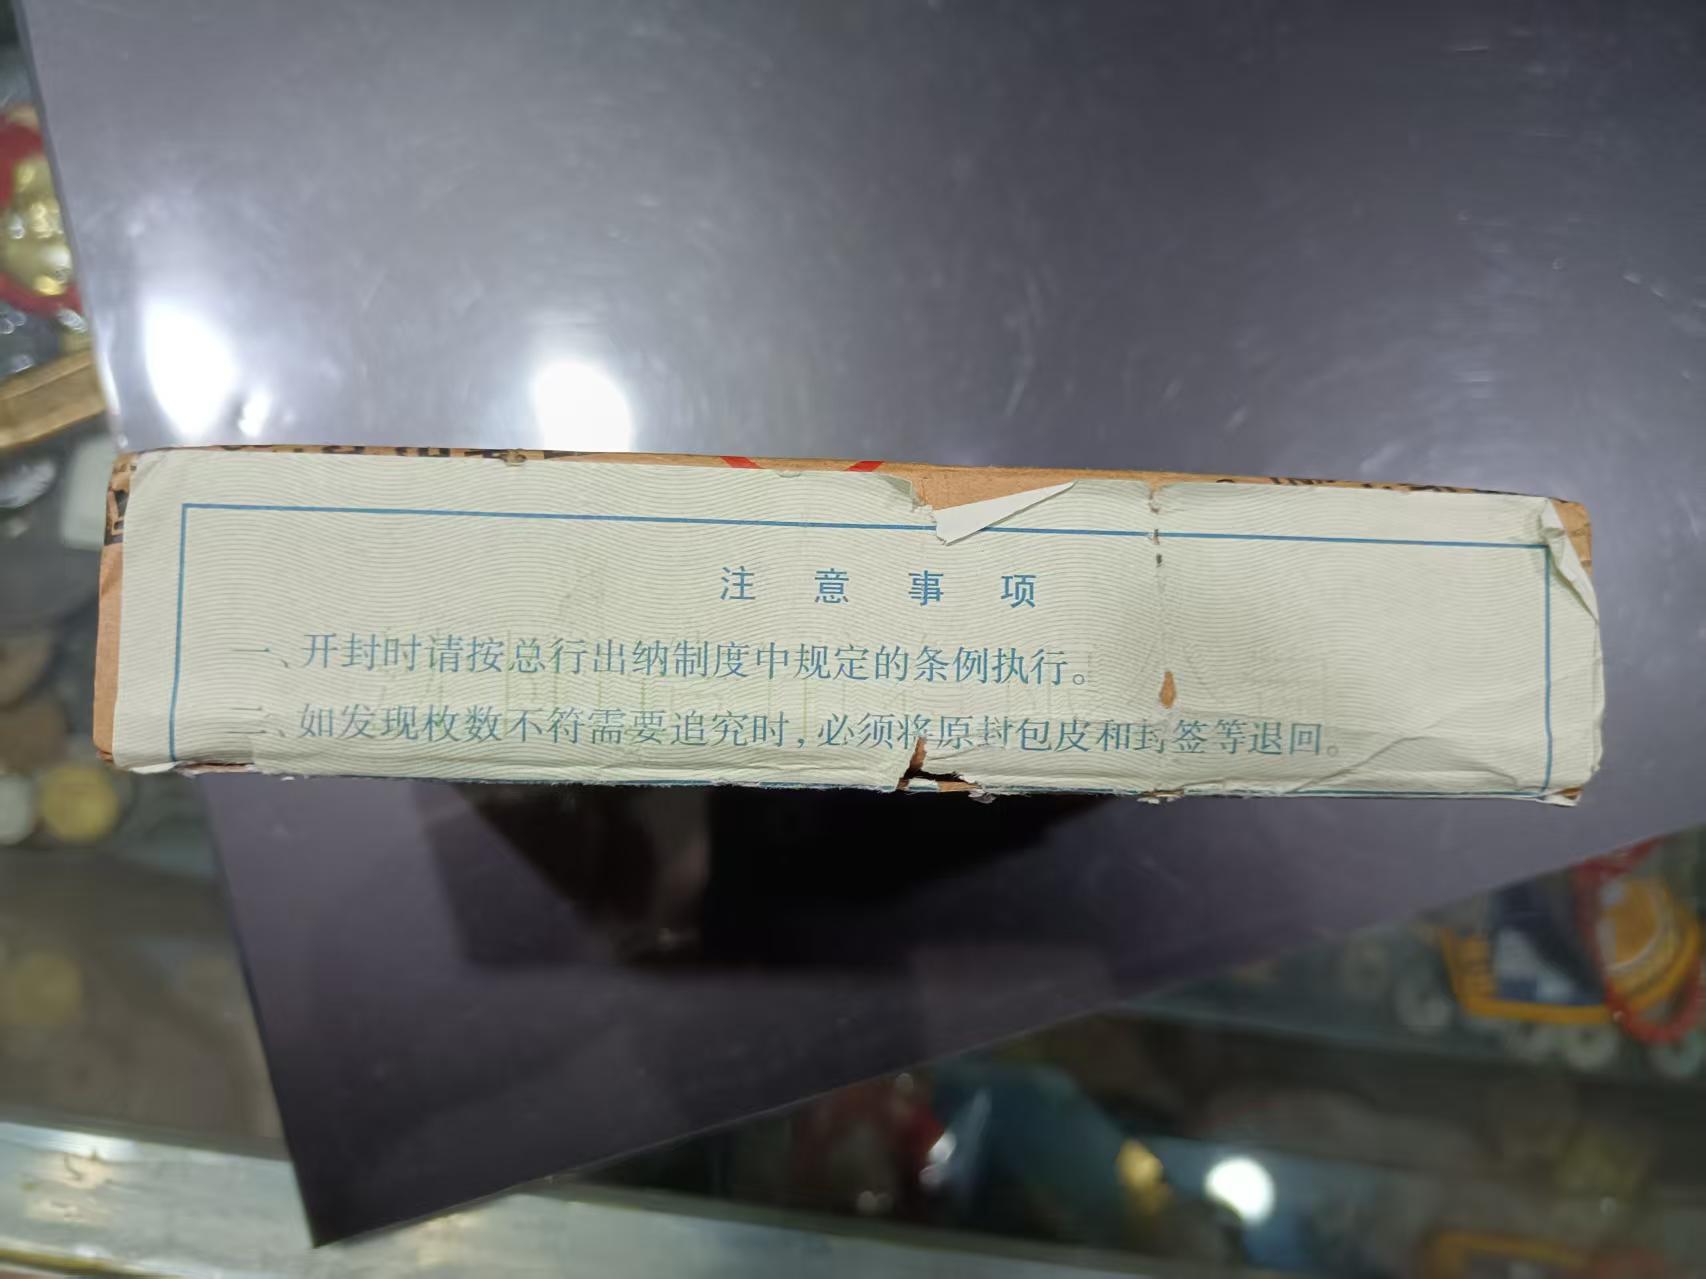 注意事项
一、开封时请按总行出纳制度中规定的条例执行。
二、如发现枚数不符需要追究时,必须将原封包皮和封签等退回。